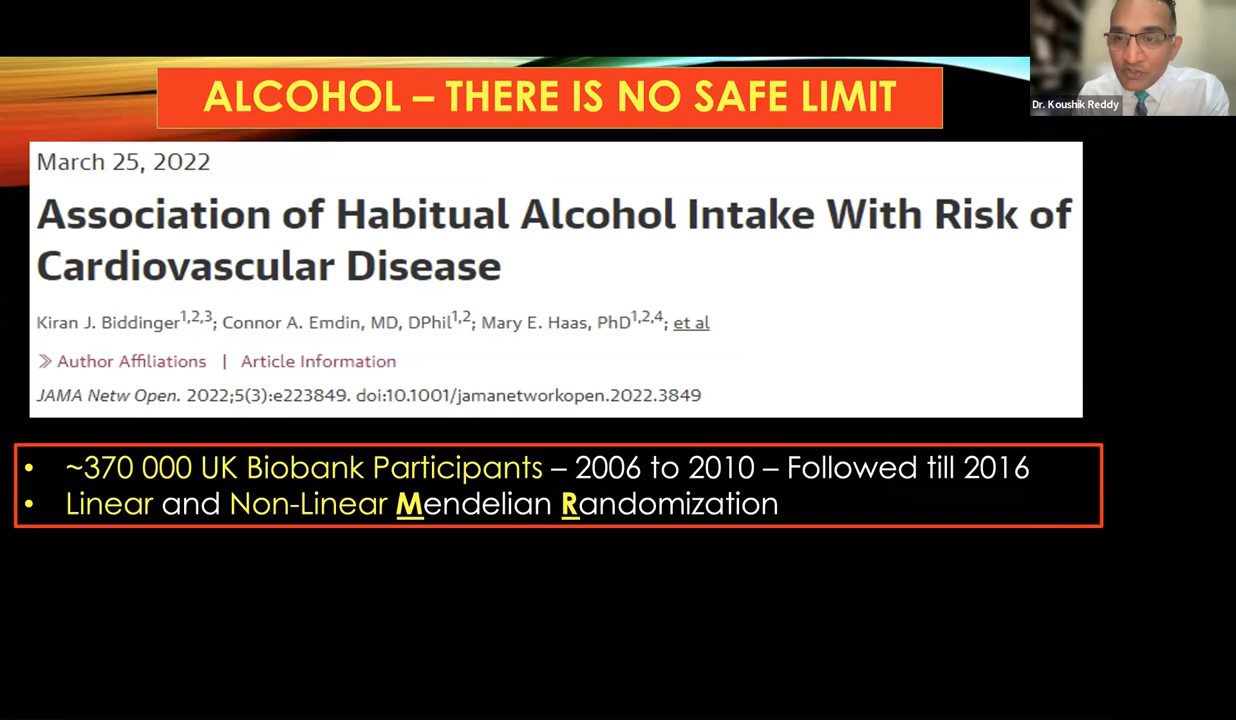 ALCOHOL – THERE IS NO SAFE LIMIT
Dr. Koushik Reddy
March 25, 2022
Association of Habitual Alcohol Intake With Risk of
Cardiovascular Disease
Kiran J. Biddinger1,2,3; Connor A. Emdin, MD, DPhil1,2; Mary E. Haas, PhD1,2,4; et al
≫ Author Affiliations | Article Information
JAMA Netw Open. 2022;5(3):e223849. doi:10.1001/jamanetworkopen.2022.3849
• ~370 000 UK Biobank Participants – 2006 to 2010 – Followed till 2016
• Linear and Non-Linear Mendelian Randomization